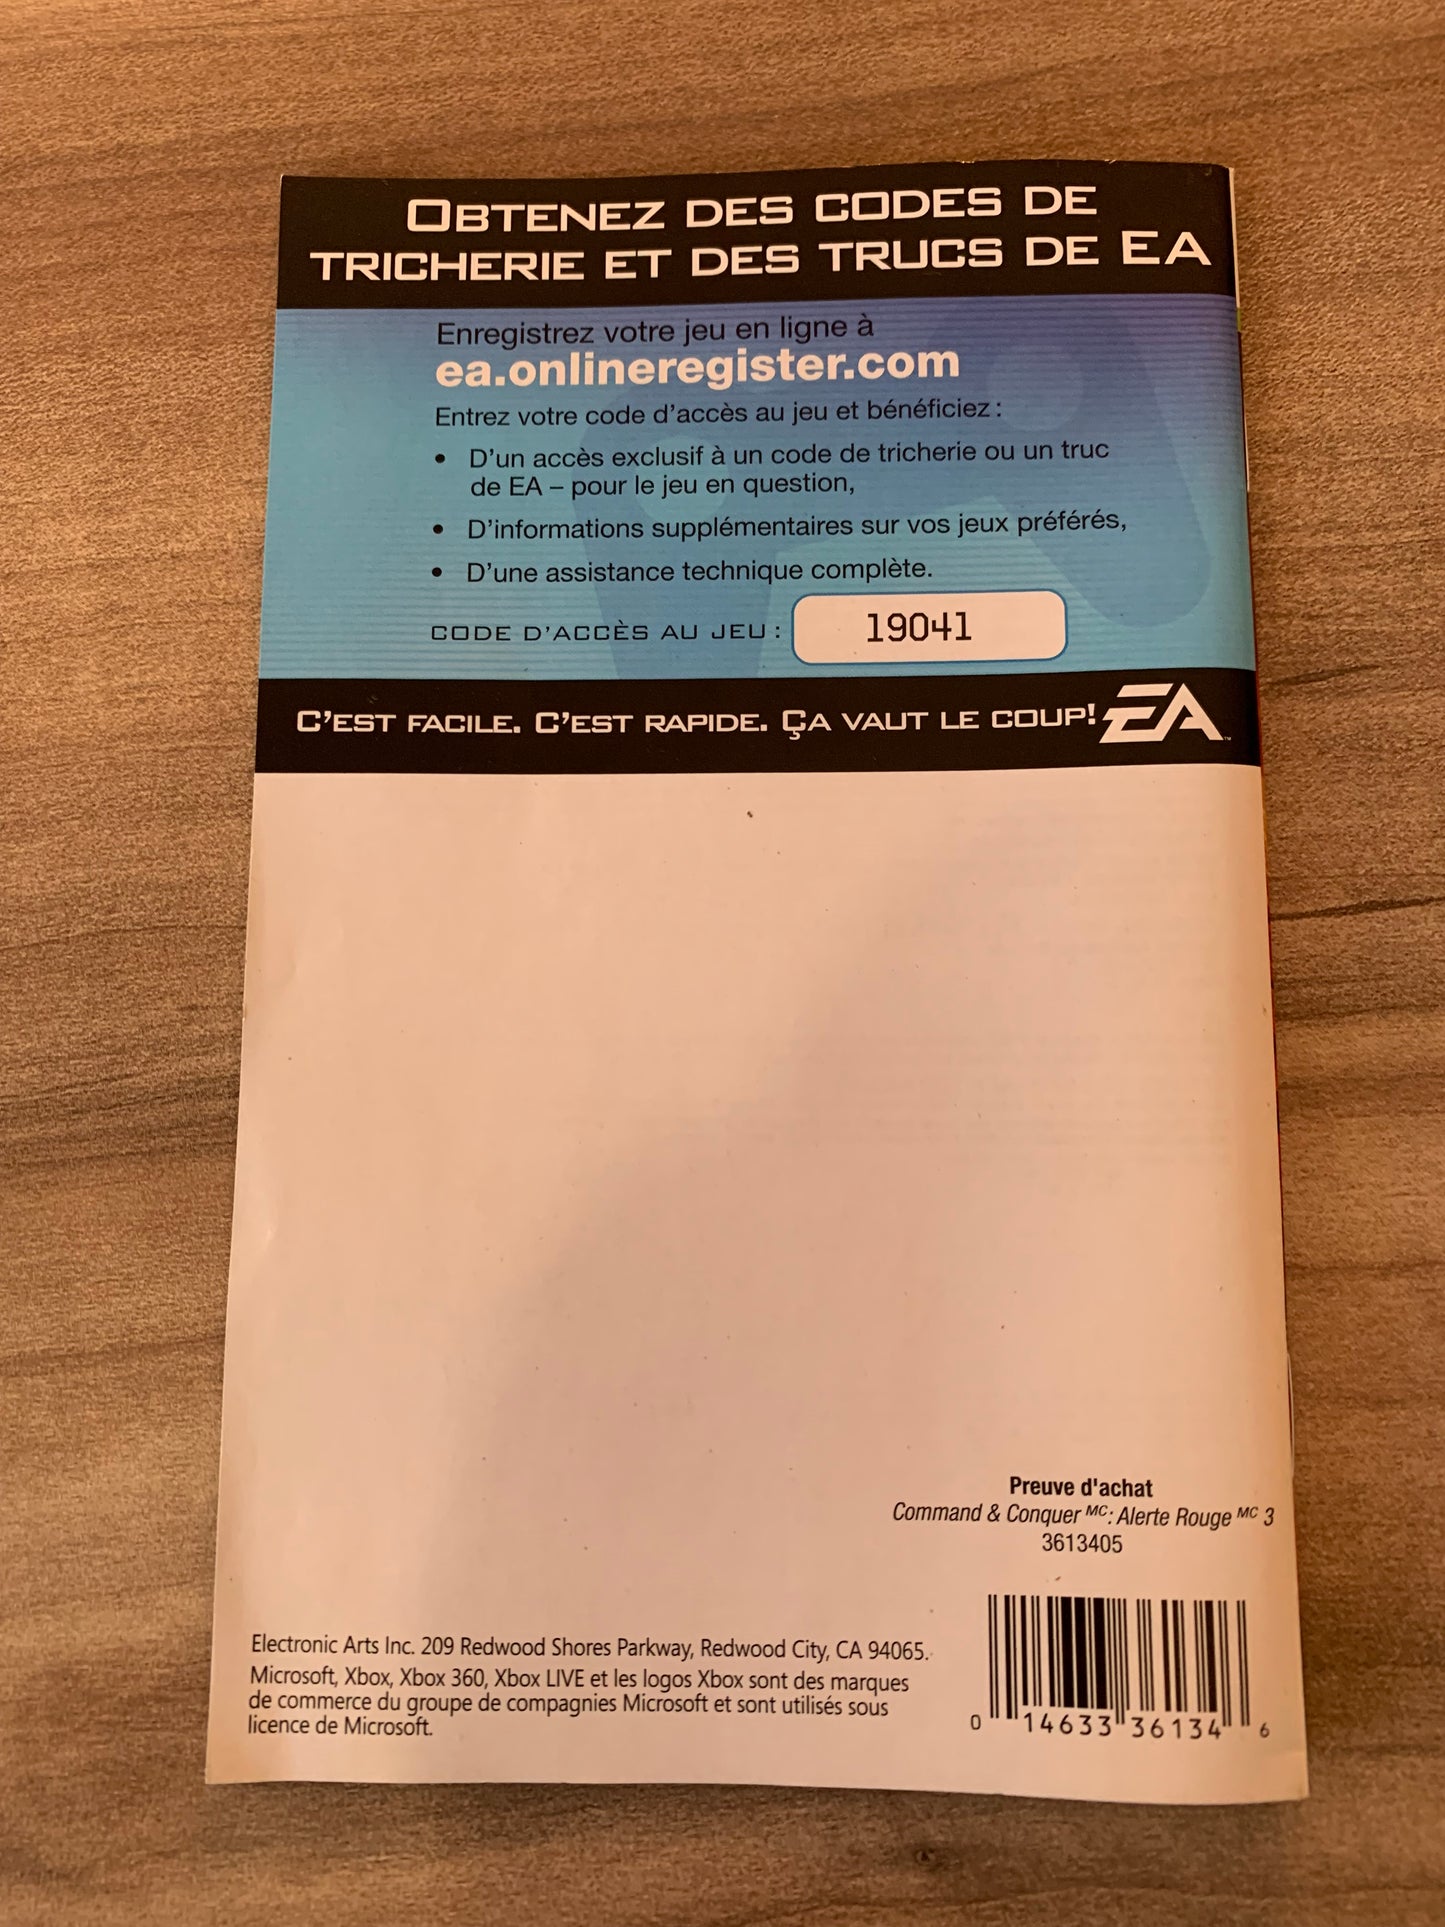 OBTENEZ DES CODES DE
TRICHERIE ET DES TRUCS DE EA
Enregistrez votre jeu en ligne à
ea.onlineregister.com
Entrez votre code d'accès au jeu et bénéficiez :
• D'un accès exclusif à un code de tricherie ou un truc
de EA – pour le jeu en question,
• D'informations supplémentaires sur vos jeux préférés,
• D'une assistance technique complète.
CODE D'ACCÈS AU JEU : 19041
C'EST FACILE. C'EST RAPIDE. ÇA VAUT LE COUP! EA™
Preuve d'achat
Command & Conquer MC: Alerte Rouge MC 3
3613405
Electronic Arts Inc. 209 Redwood Shores Parkway, Redwood City, CA 94065.
Microsoft, Xbox, Xbox 360, Xbox LIVE et les logos Xbox sont des marques
de commerce du groupe de compagnies Microsoft et sont utilisés sous
licence de Microsoft.
0 14633 36134 6